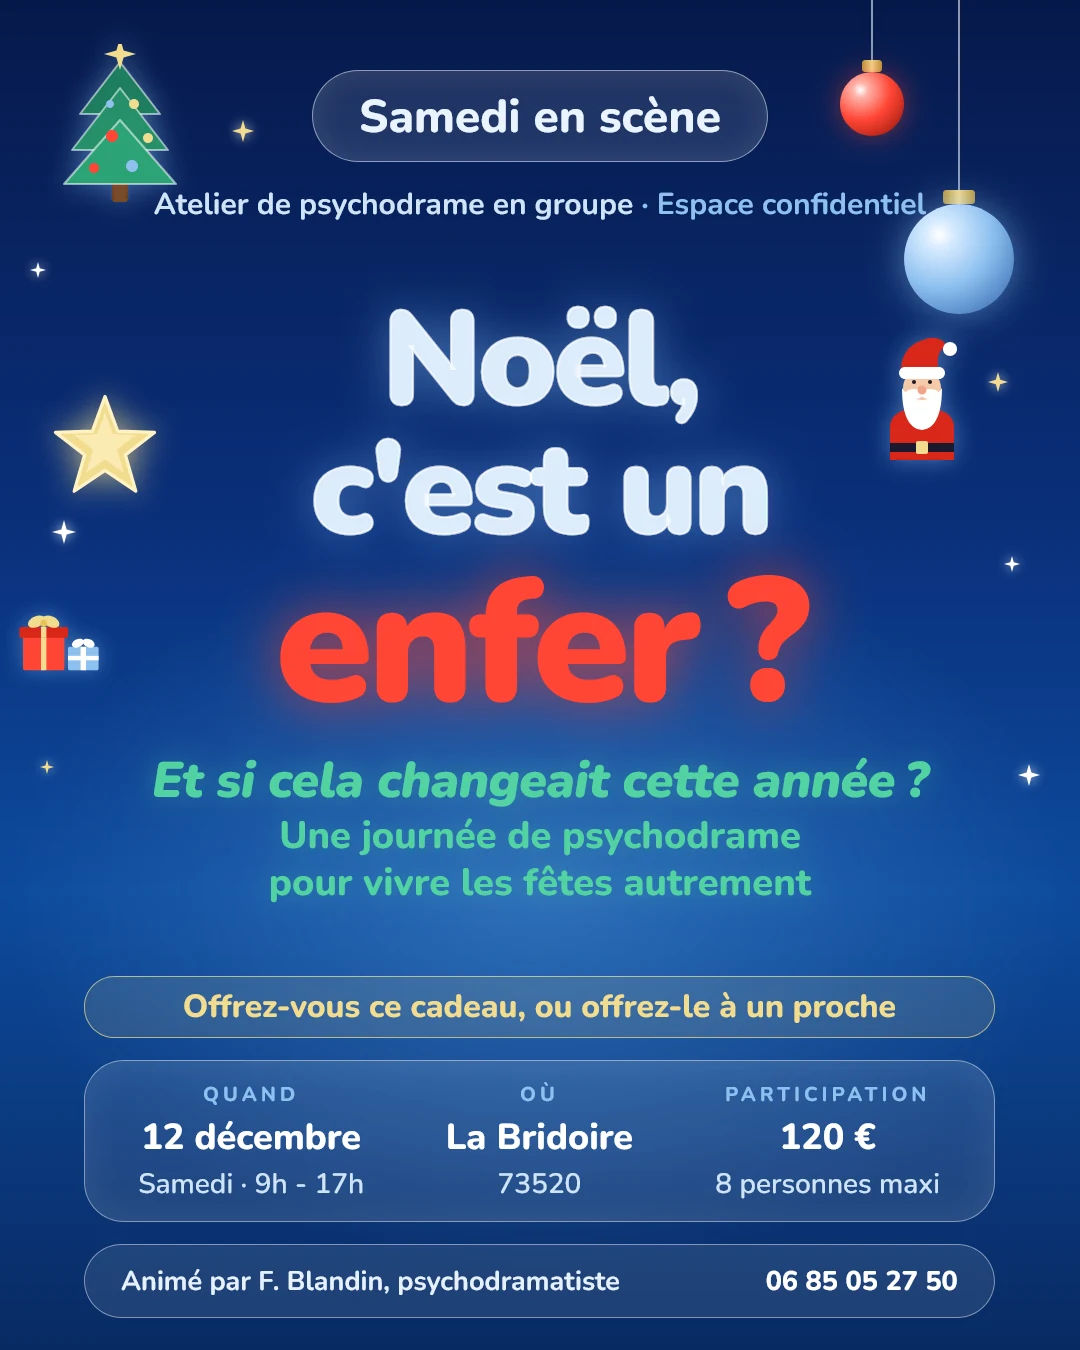 Samedi en scène
Atelier de psychodrame en groupe · Espace confidentiel
Noël,
c'est un
enfer ?
Et si cela changeait cette année ?
Une journée de psychodrame
pour vivre les fêtes autrement
Offrez-vous ce cadeau, ou offrez-le à un proche
QUAND
12 décembre
Samedi · 9h - 17h
OÙ
La Bridoire
73520
PARTICIPATION
120 €
8 personnes maxi
Animé par F. Blandin, psychodramatiste
06 85 05 27 50